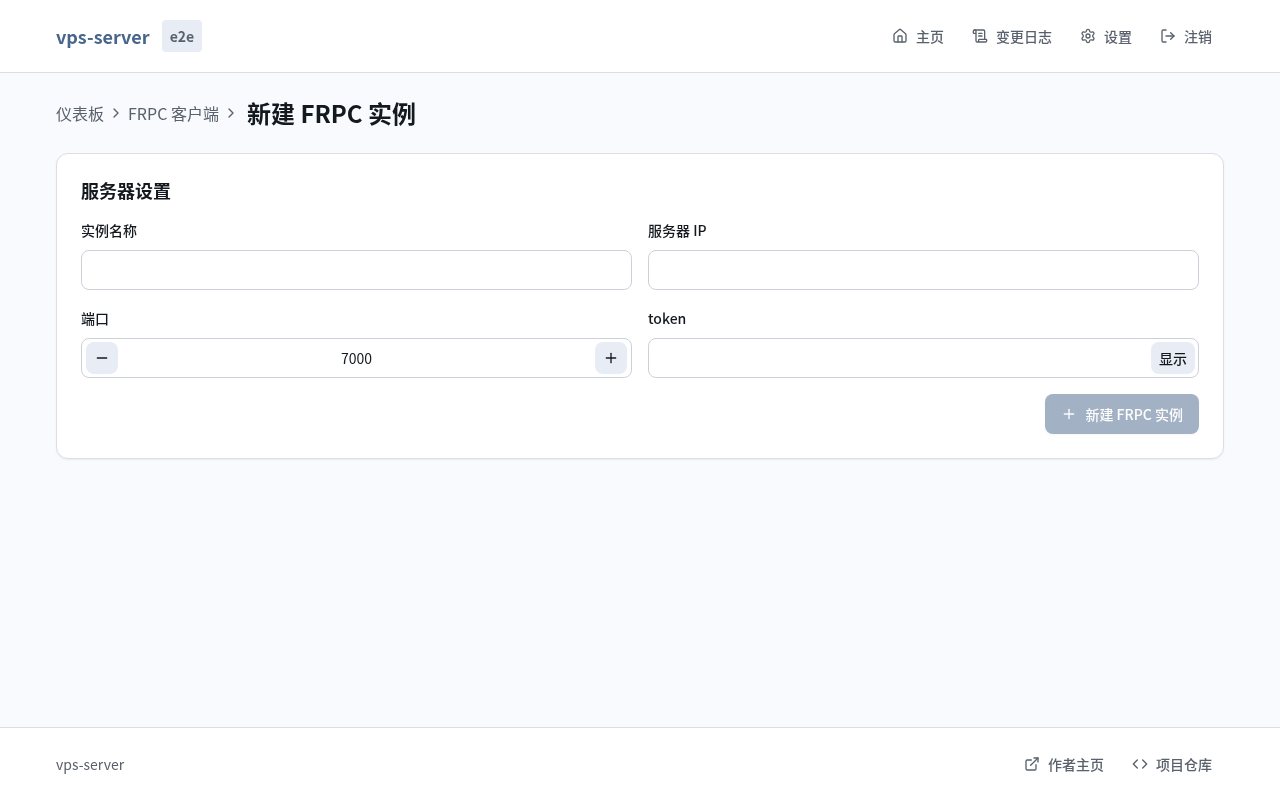 vps-server e2e 主页 变更日志 设置 注销
仪表板 FRPC 客户端 新建 FRPC 实例
服务器设置
实例名称 服务器 IP
端口 token
7000 显示
新建 FRPC 实例
vps-server 作者主页 项目仓库